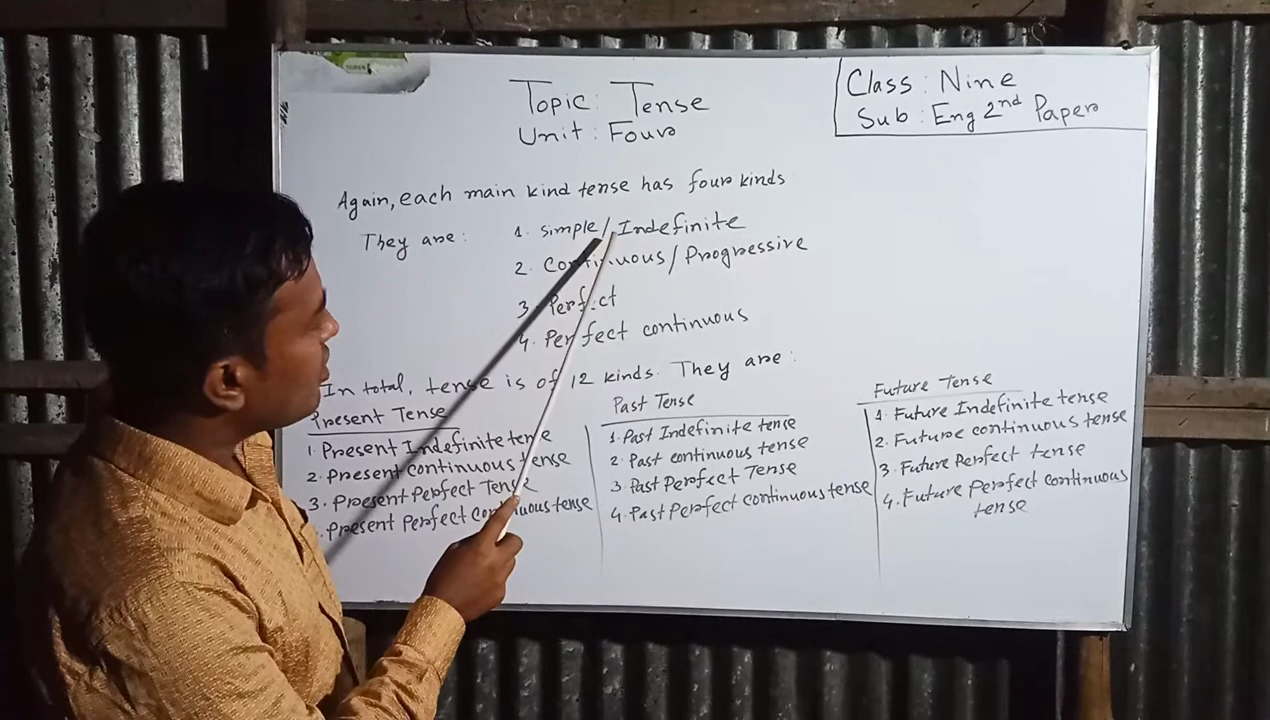 Topic: Tense
Unit: Four
Class: Nine
Sub: Eng 2nd Paper
Again, each main kind tense has four kinds
They are:
1. Simple/Indefinite
2. Continuous/Progressive
3. Perfect
4. Perfect continuous
In total, tense is of 12 kinds. They are:
Present Tense
1. Present Indefinite tense
2. Present continuous tense
3. Present Perfect Tense
. Present Perfect Continuous tense
Past Tense
1. Past Indefinite tense
2. Past continuous tense
3. Past Perfect Tense
4. Past Perfect continuous tense
Future Tense
1. Future Indefinite tense
2. Future continuous tense
3. Future Perfect tense
4. Future Perfect continuous
tense